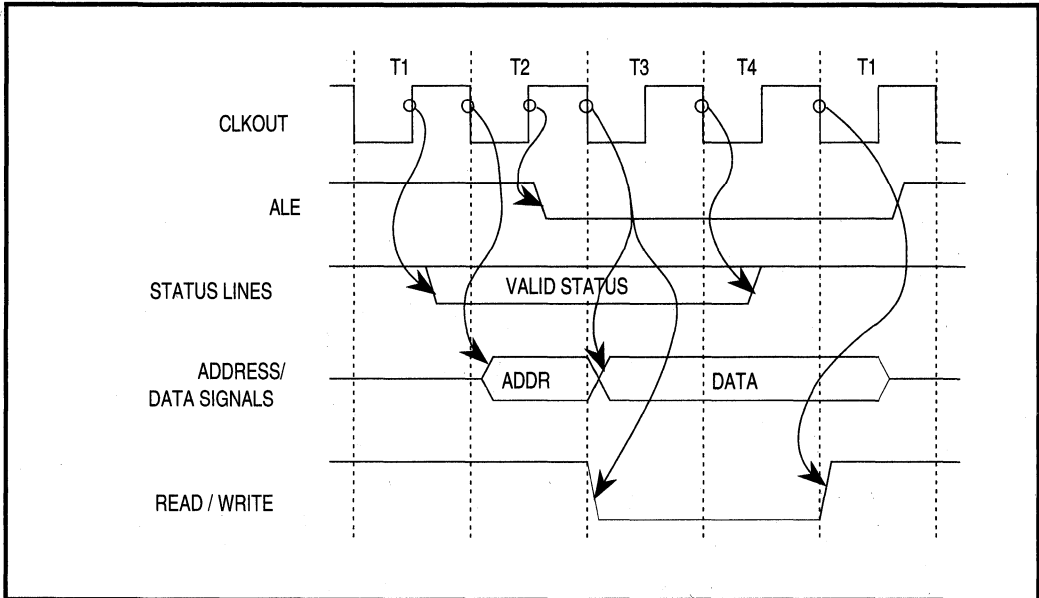 T1 T2 T3 T4 T1
CLKOUT
ALE
STATUS LINES
VALID STATUS
ADDRESS/
DATA SIGNALS
ADDR
DATA
READ / WRITE